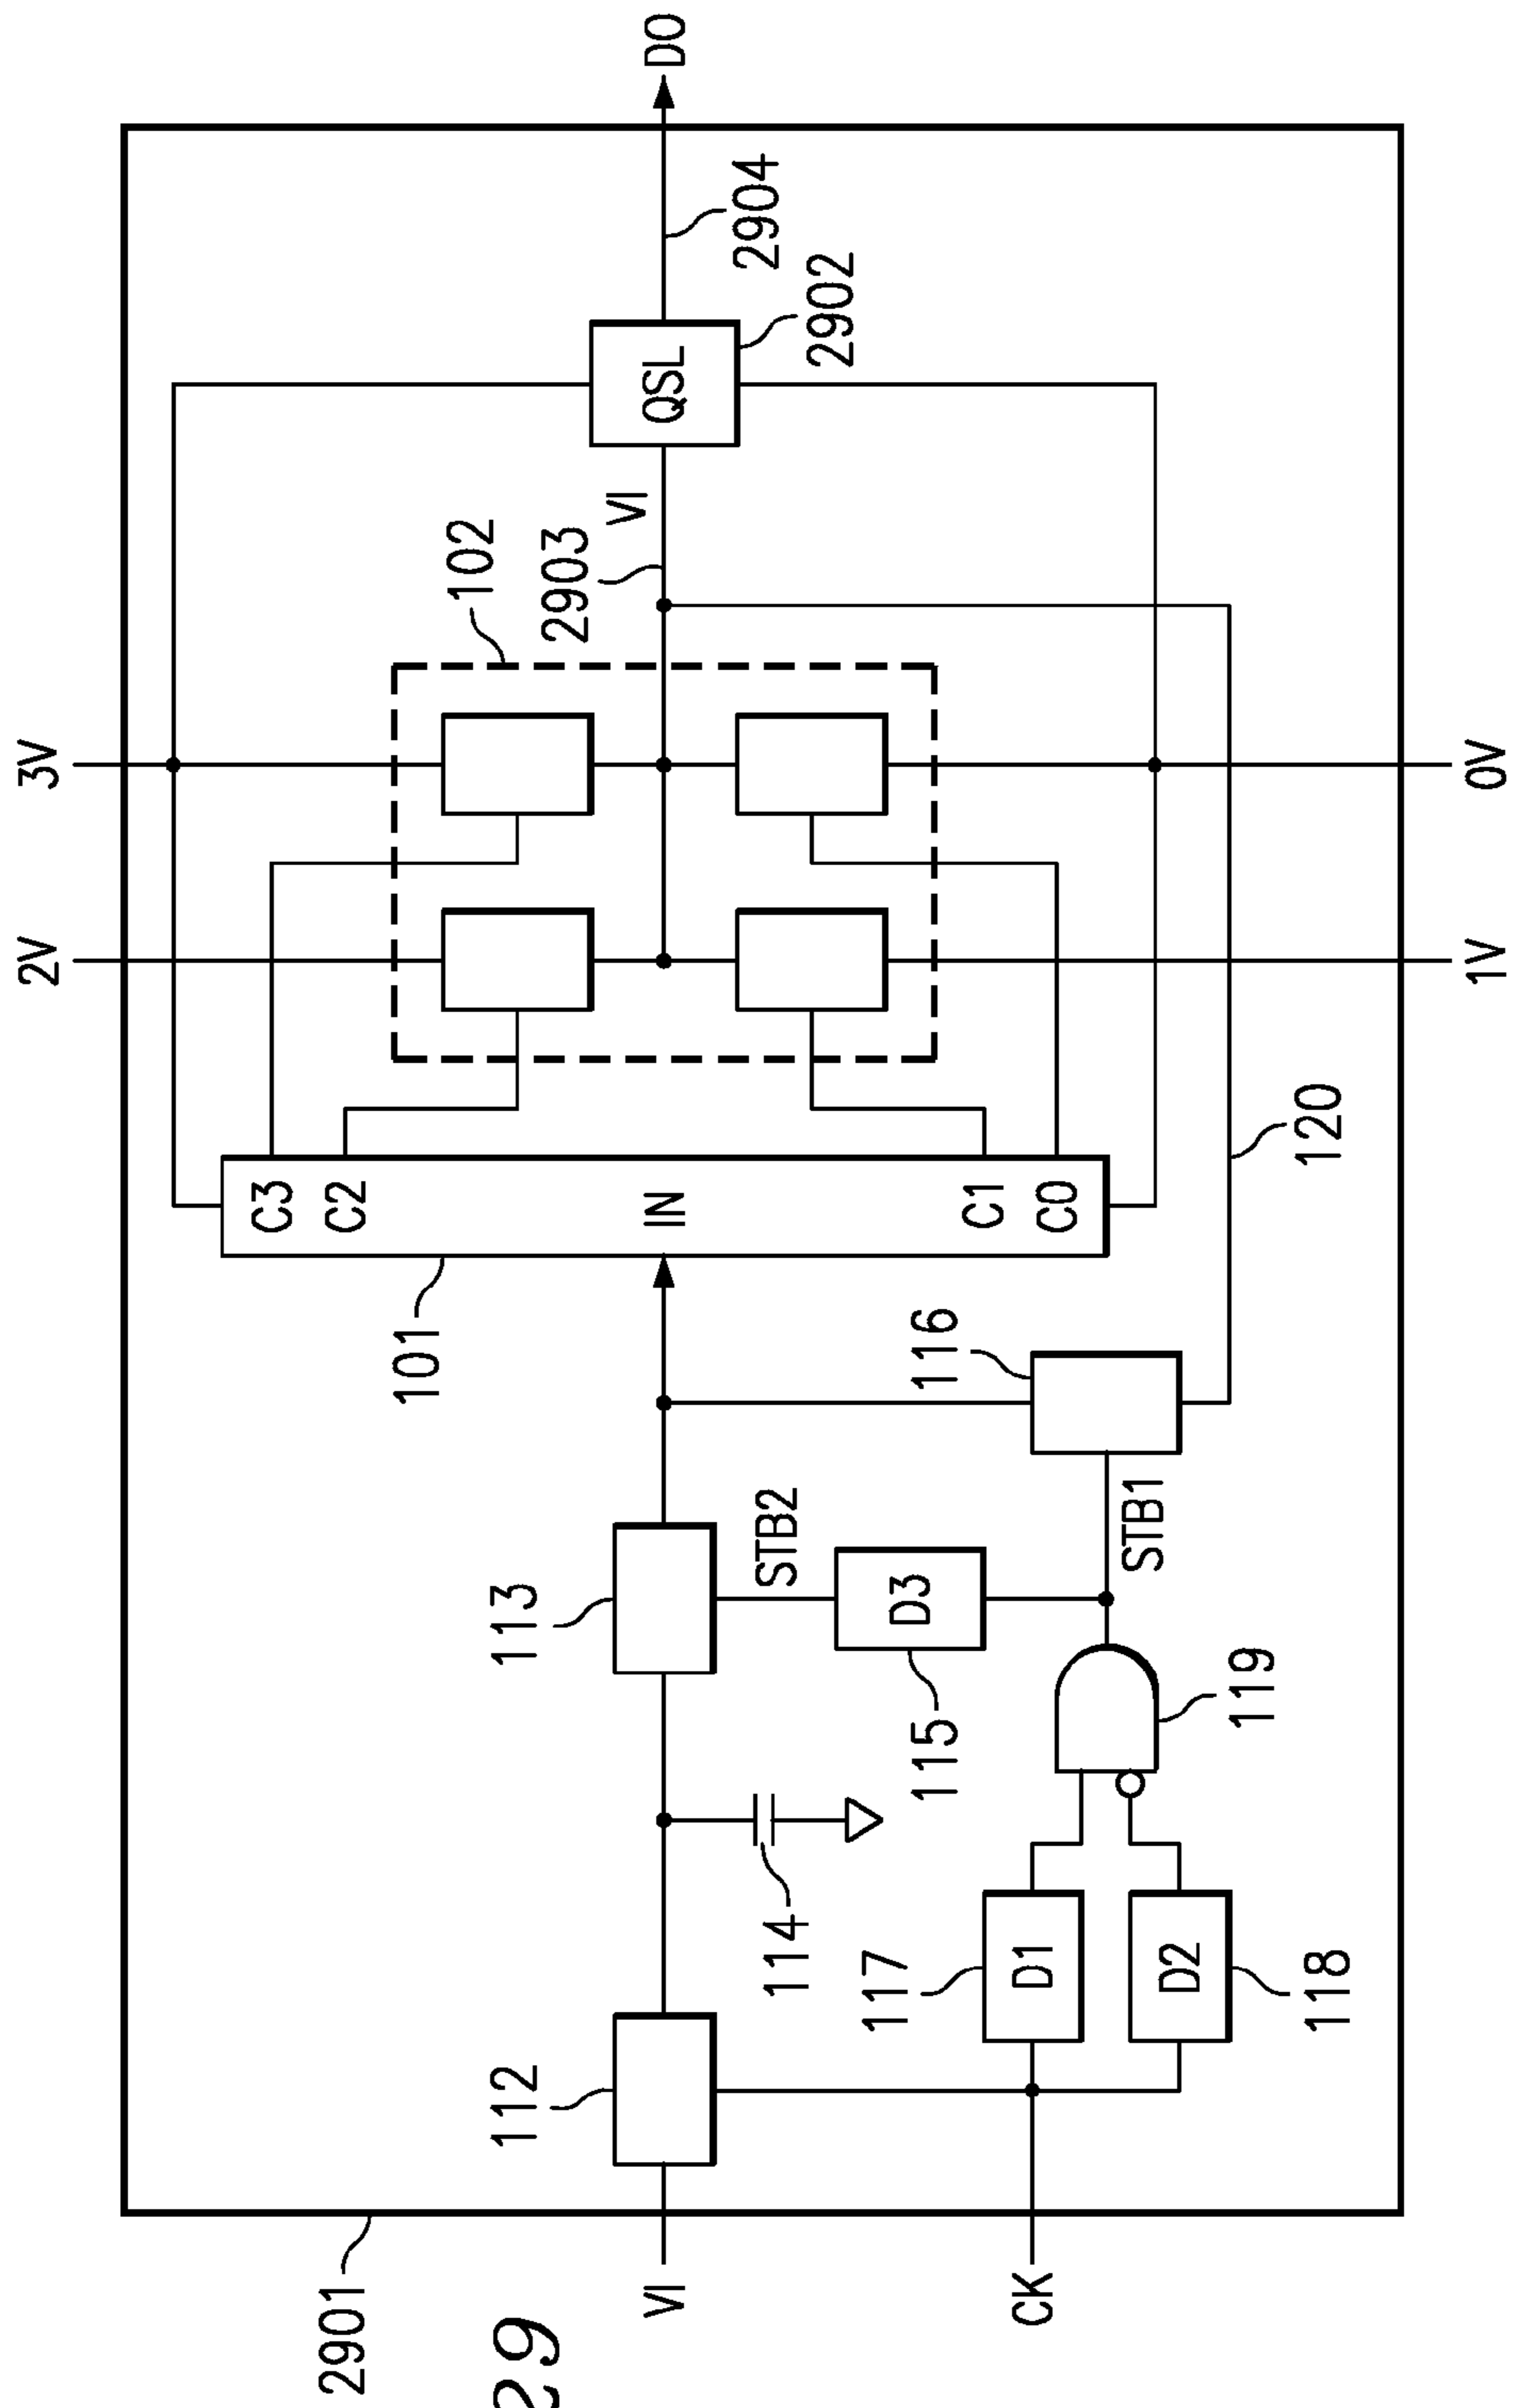 2V
3V
2901
C3
C2
IN
C1
C0
101
102
2903
VI
QSL
2902
2904
DO
VI
112
113
114
STB2
D3
115
116
STB1
119
117
D1
D2
118
CK
120
1V
0V
29